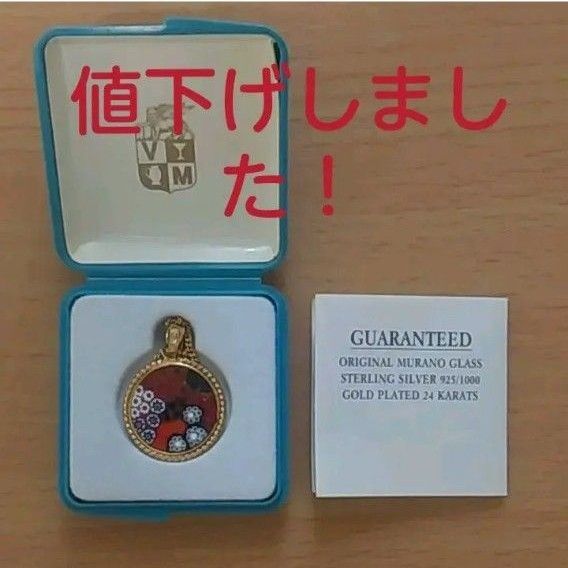 値下げしまし
た！
V M
GUARANTEED
ORIGINAL MURANO GLASS
STERLING SILVER 925/1000
GOLD PLATED 24 KARATS